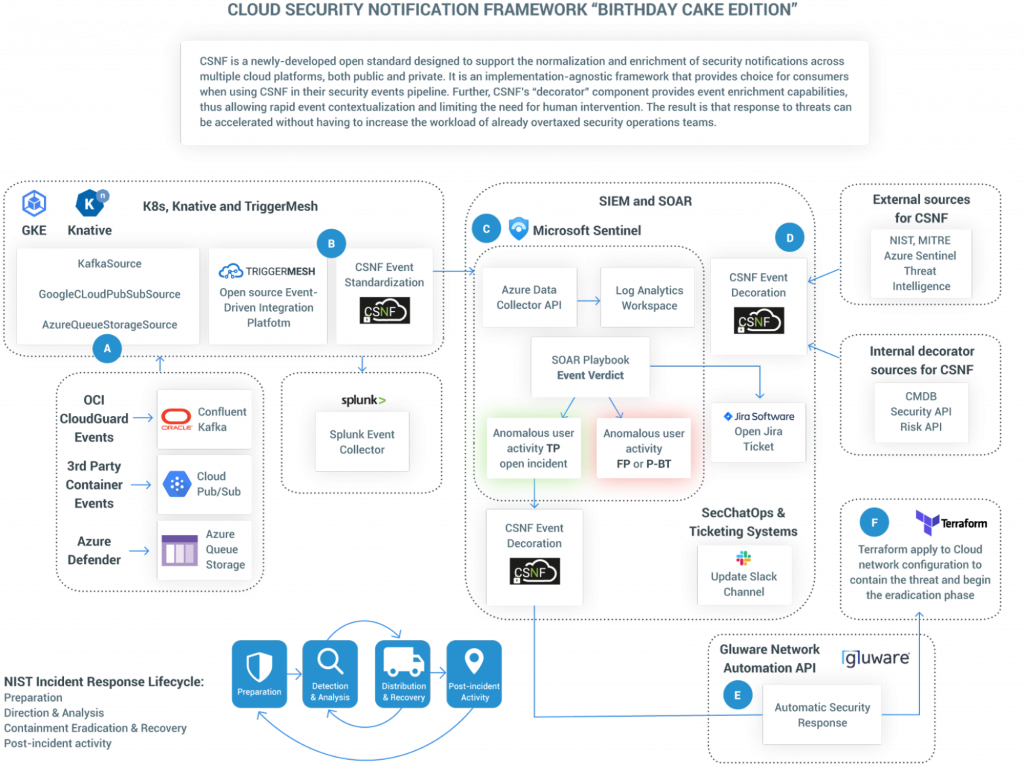 CLOUD SECURITY NOTIFICATION FRAMEWORK “BIRTHDAY CAKE EDITION”
CSNF is a newly-developed open standard designed to support the normalization and enrichment of security notifications across
multiple cloud platforms, both public and private. It is an implementation-agnostic framework that provides choice for consumers
when using CSNF in their security events pipeline. Further, CSNF's “decorator” component provides event enrichment capabilities,
thus allowing rapid event contextualization and limiting the need for human intervention. The result is that response to threats can
be accelerated without having to increase the workload of already overtaxed security operations teams.
GKE
K
n
Knative
K8s, Knative and TriggerMesh
KafkaSource
GoogleCLoudPubSubSource
AzureQueueStorageSource
A
TRIGGERMESH
Open source Event-
Driven Integration
Platfotm
B
CSNF Event
Standardization
CSNF
OCI
CloudGuard
Events
ORACLE
Confluent
Kafka
3rd Party
Container
Events
Cloud
Pub/Sub
Azure
Defender
Azure
Queue
Storage
splunk>
Splunk Event
Collector
SIEM and SOAR
C
Microsoft Sentinel
Azure Data
Collector API
Log Analytics
Workspace
SOAR Playbook
Event Verdict
Anomalous user
activity TP
open incident
Anomalous user
activity
FP or P-BT
D
CSNF Event
Decoration
CSNF
Jira Software
Open Jira
Ticket
CSNF Event
Decoration
CSNF
SecChatOps &
Ticketing Systems
Update Slack
Channel
External sources
for CSNF
NIST, MITRE
Azure Sentinel
Threat
Intelligence
Internal decorator
sources for CSNF
CMDB
Security API
Risk API
F
Terraform
Terraform apply to Cloud
network configuration to
contain the threat and begin
the eradication phase
Gluware Network
Automation API
gluware
E
Automatic Security
Response
NIST Incident Response Lifecycle:
Preparation
Direction & Analysis
Containment Eradication & Recovery
Post-incident activity
Preparation
Detection
& Analysis
Distribution
& Recovery
Post-incident
Activity